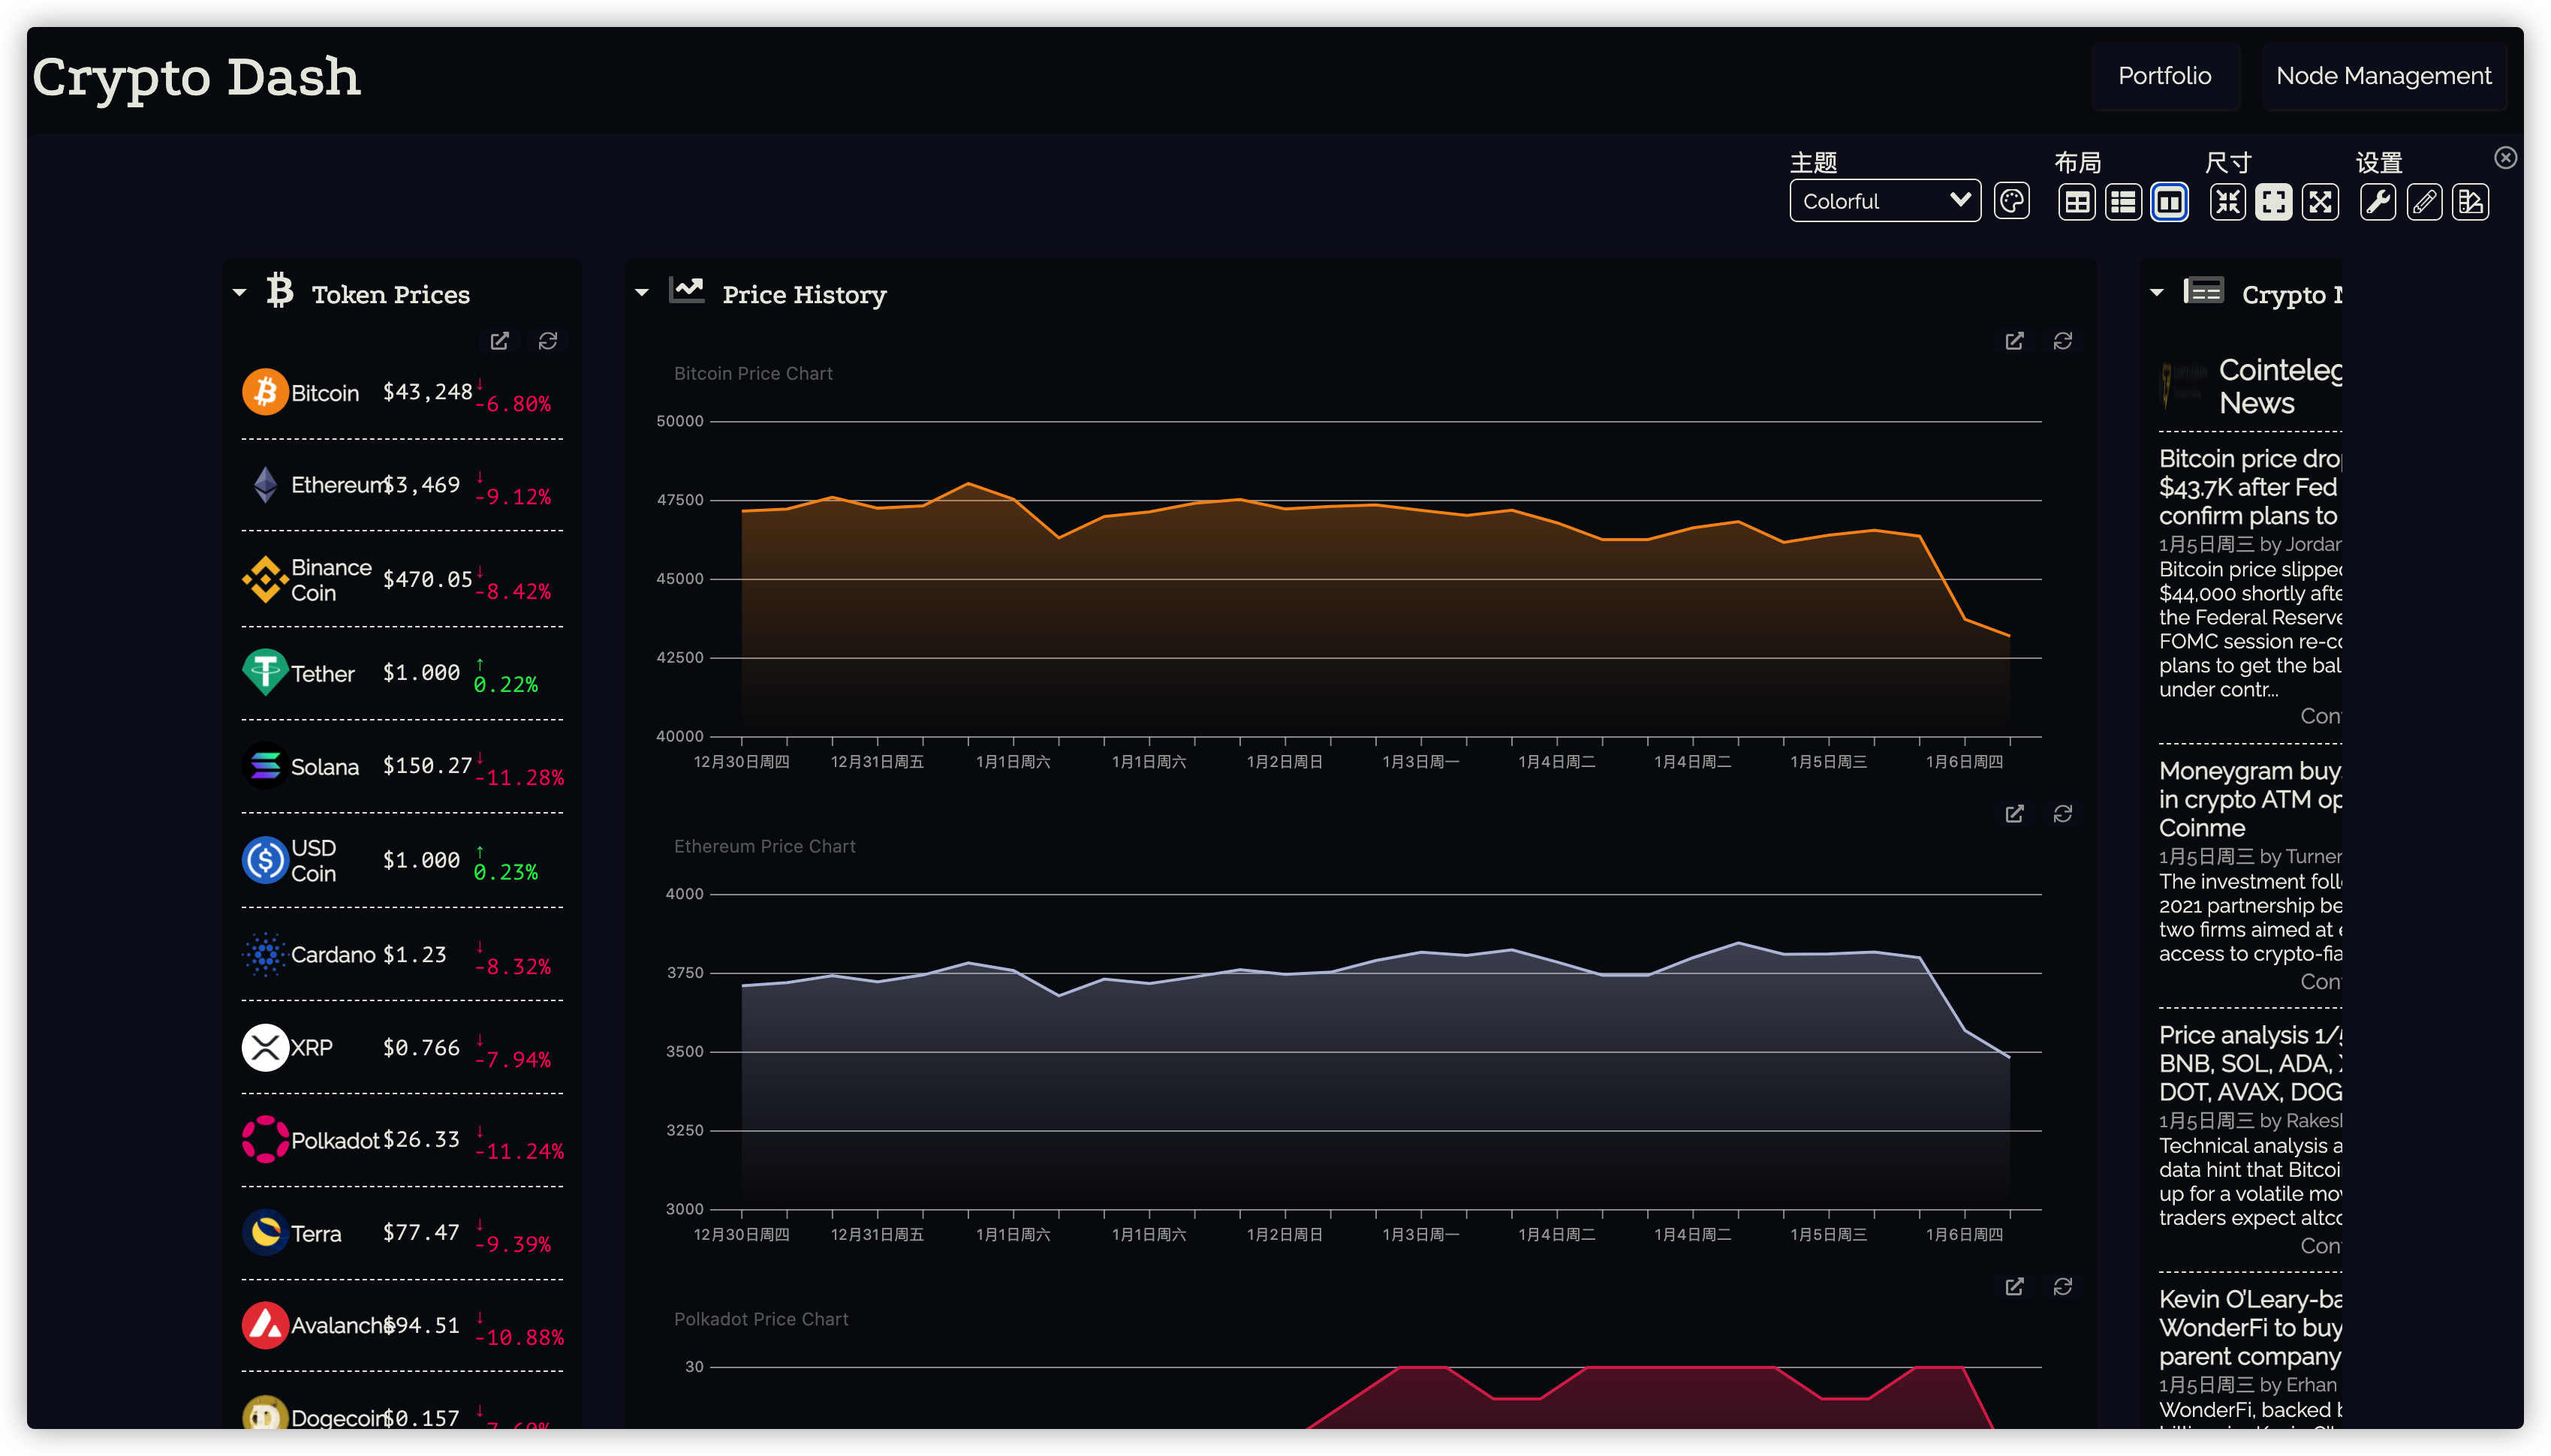 Crypto Dash
Portfolio
Node Management
主题
布局
尺寸
设置
Colorful
Token Prices
Bitcoin $43,248 ↓ -6.80%
Ethereum $3,469 ↓ -9.12%
Binance
Coin
$470.05 ↓ -8.42%
Tether $1.000 ↑ 0.22%
Solana $150.27 ↓ -11.28%
USD
Coin
$1.000 ↑ 0.23%
Cardano $1.23 ↓ -8.32%
XRP $0.766 ↓ -7.94%
Polkadot $26.33 ↓ -11.24%
Terra $77.47 ↓ -9.39%
Avalanche $94.51 ↓ -10.88%
Dogecoin $0.157 ↓
Price History
Bitcoin Price Chart
50000
47500
45000
42500
40000
12月30日周四 12月31日周五 1月1日周六 1月1日周六 1月2日周日 1月3日周一 1月4日周二 1月4日周二 1月5日周三 1月6日周四
Ethereum Price Chart
4000
3750
3500
3250
3000
12月30日周四 12月31日周五 1月1日周六 1月1日周六 1月2日周日 1月3日周一 1月4日周二 1月4日周二 1月5日周三 1月6日周四
Polkadot Price Chart
30
Crypto
Cointeleg
News
Bitcoin price dro
$43.7K after Fed
confirm plans to
1月5日周三 by Jordan
Bitcoin price slipped
$44,000 shortly afte
the Federal Reserve
FOMC session re-co
plans to get the bal
under contr...
Con
Moneygram buy
in crypto ATM op
Coinme
1月5日周三 by Turner
The investment foll
2021 partnership be
two firms aimed at
access to crypto-fia
Con
Price analysis 1/5
BNB, SOL, ADA,
DOT, AVAX, DOG
1月5日周三 by Rakes
Technical analysis a
data hint that Bitcoi
up for a volatile mo
traders expect altco
Con
Kevin O'Leary-ba
WonderFi to buy
parent company
1月5日周三 by Erhan
WonderFi, backed b